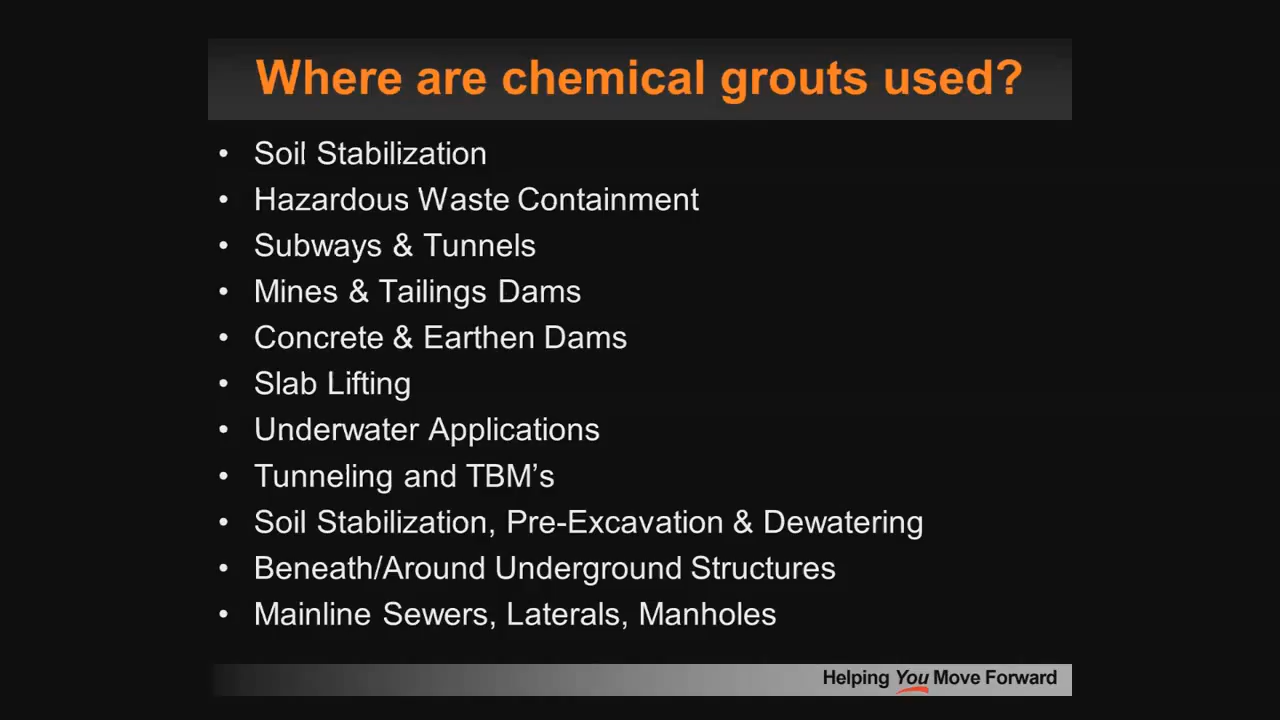 Where are chemical grouts used?
• Soil Stabilization
• Hazardous Waste Containment
• Subways & Tunnels
• Mines & Tailings Dams
• Concrete & Earthen Dams
• Slab Lifting
• Underwater Applications
• Tunneling and TBM’s
• Soil Stabilization, Pre-Excavation & Dewatering
• Beneath/Around Underground Structures
• Mainline Sewers, Laterals, Manholes
Helping You Move Forward